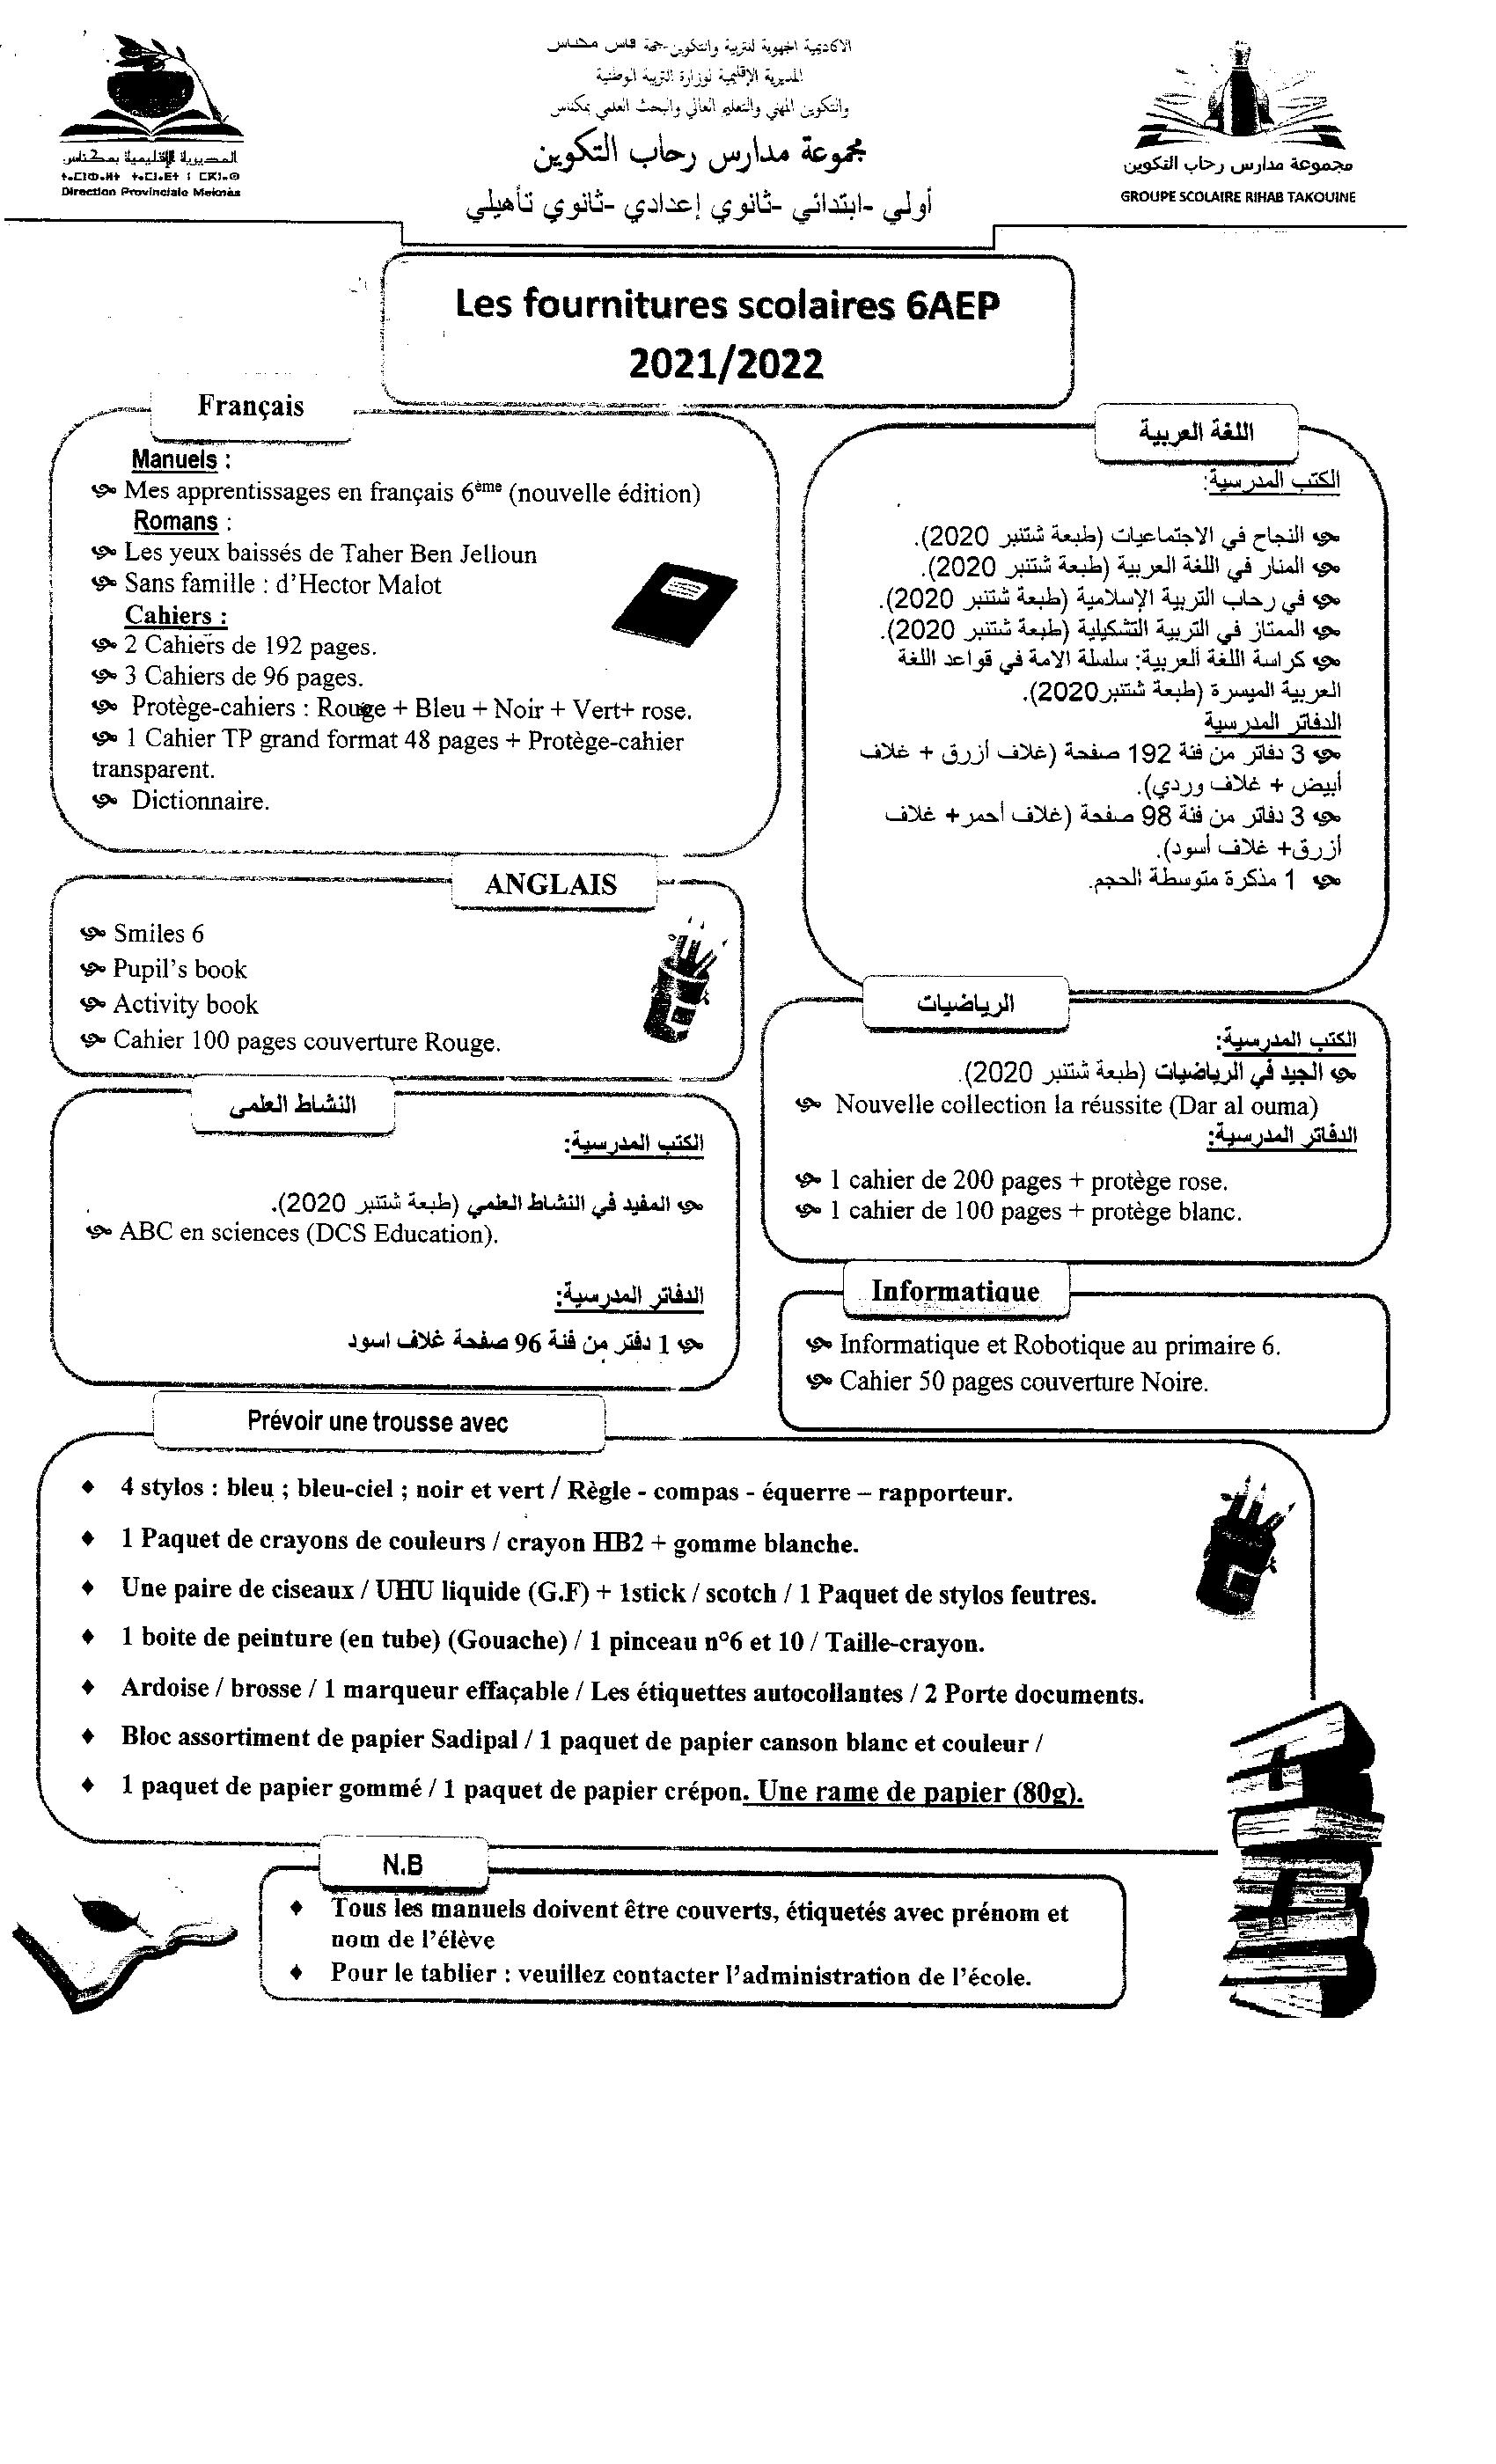 الاكاديمية الجهوية للتربية والتكوين-جهة فاس مكناس
المديرية الإقليمية لوزارة التربية الوطنية
والتكوين المهني والتعليم العالي والبحث العلمي بمكناس
مجموعة مدارس رحاب التكوين
أولي -ابتدائي -ثانوي إعدادي -ثانوي تأهيلي
المديرية الإقليمية بمكناس
Direction Provinciale Meknès
مجموعة مدارس رحاب التكوين
GROUPE SCOLAIRE RIHAB TAKOUINE
Les fournitures scolaires 6AEP
2021/2022
Français
Manuels :
Mes apprentissages en français 6ème (nouvelle édition)
Romans :
Les yeux baissés de Taher Ben Jelloun
Sans famille : d'Hector Malot
Cahiers :
2 Cahiers de 192 pages.
3 Cahiers de 96 pages.
Protège-cahiers : Rouge + Bleu + Noir + Vert+ rose.
1 Cahier TP grand format 48 pages + Protège-cahier
transparent.
Dictionnaire.
اللغة العربية
الكتب المدرسية:
النجاح في الاجتماعيات (طبعة شتنبر 2020).
المنار في اللغة العربية (طبعة شتنبر 2020).
في رحاب التربية الإسلامية (طبعة شتنبر 2020).
الممتاز في التربية التشكيلية (طبعة شتنبر 2020).
كراسة اللغة العربية: سلسلة الامة في قواعد اللغة
العربية الميسرة (طبعة شتنبر2020).
الدفاتر المدرسية
3 دفاتر من فئة 192 صفحة (غلاف أزرق + غلاف
أبيض + غلاف وردي).
3 دفاتر من فئة 98 صفحة (غلاف أحمر+ غلاف
أزرق+ غلاف أسود).
1 مذكرة متوسطة الحجم.
ANGLAIS
Smiles 6
Pupil's book
Activity book
Cahier 100 pages couverture Rouge.
الرياضيات
الكتب المدرسية:
الجيد في الرياضيات (طبعة شتنبر 2020).
Nouvelle collection la réussite (Dar al ouma)
الدفاتر المدرسية:
1 cahier de 200 pages + protège rose.
1 cahier de 100 pages + protège blanc.
النشاط العلمي
الكتب المدرسية:
المفيد في النشاط العلمي (طبعة شتنبر 2020).
ABC en sciences (DCS Education).
الدفاتر المدرسية:
1 دفتر من فئة 96 صفحة غلاف اسود
Informatique
Informatique et Robotique au primaire 6.
Cahier 50 pages couverture Noire.
Prévoir une trousse avec
4 stylos : bleu ; bleu-ciel ; noir et vert / Règle - compas - équerre – rapporteur.
1 Paquet de crayons de couleurs / crayon HB2 + gomme blanche.
Une paire de ciseaux / UHU liquide (G.F) + 1stick / scotch / 1 Paquet de stylos feutres.
1 boite de peinture (en tube) (Gouache) / 1 pinceau n°6 et 10 / Taille-crayon.
Ardoise / brosse / 1 marqueur effaçable / Les étiquettes autocollantes / 2 Porte documents.
Bloc assortiment de papier Sadipal / 1 paquet de papier canson blanc et couleur /
1 paquet de papier gommé / 1 paquet de papier crépon. Une rame de papier (80g).
N.B
Tous les manuels doivent être couverts, étiquetés avec prénom et
nom de l'élève
Pour le tablier : veuillez contacter l'administration de l'école.